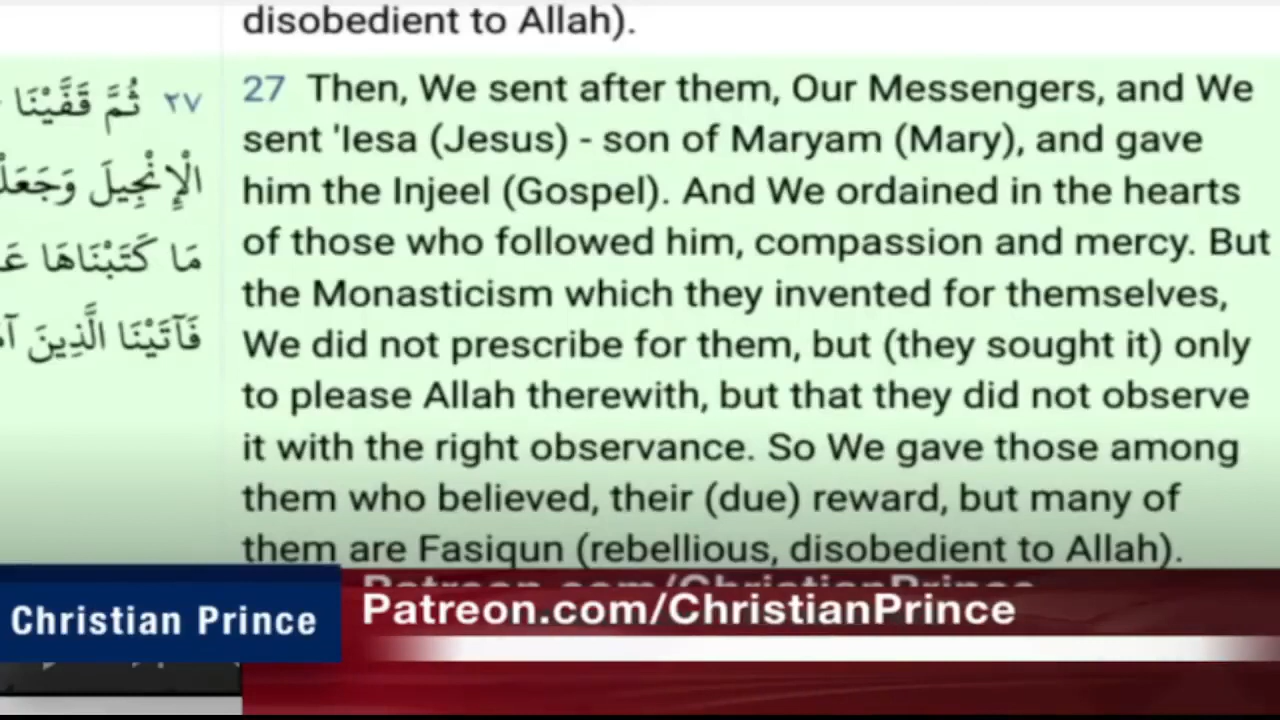 disobedient to Allah).
27 Then, We sent after them, Our Messengers, and We
sent 'Iesa (Jesus) - son of Maryam (Mary), and gave
him the Injeel (Gospel). And We ordained in the hearts
of those who followed him, compassion and mercy. But
the Monasticism which they invented for themselves,
We did not prescribe for them, but (they sought it) only
to please Allah therewith, but that they did not observe
it with the right observance. So We gave those among
them who believed, their (due) reward, but many of
them are Fasiqun (rebellious, disobedient to Allah).
٢٧ ثُمَّ قَفَّيْنَا
الْإِنْجِيلَ وَجَعَلْ
مَا كَتَبْنَاهَا عَ
فَآتَيْنَا الَّذِينَ آ
Christian Prince
Patreon.com/ChristianPrince
Patreon.com/ChristianPrince